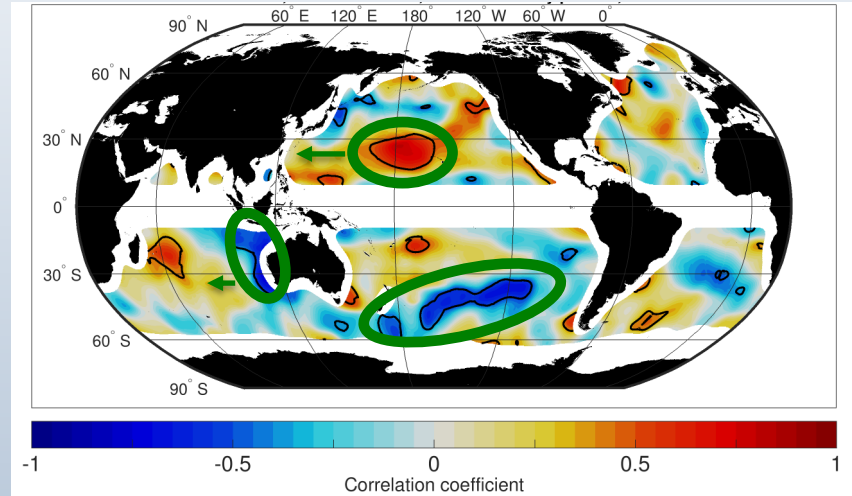 90° N
60° E 120° E 180° 120° W 60° W 0°
60° N
30° N
0°
30° S
60° S
90° S
-1 -0.5 0 0.5 1
Correlation coefficient